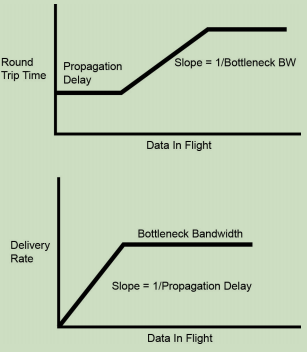 Round
Trip Time
Propagation
Delay
Slope = 1/Bottleneck BW
Data In Flight
Bottleneck Bandwidth
Delivery
Rate
Slope = 1/Propagation Delay
Data In Flight